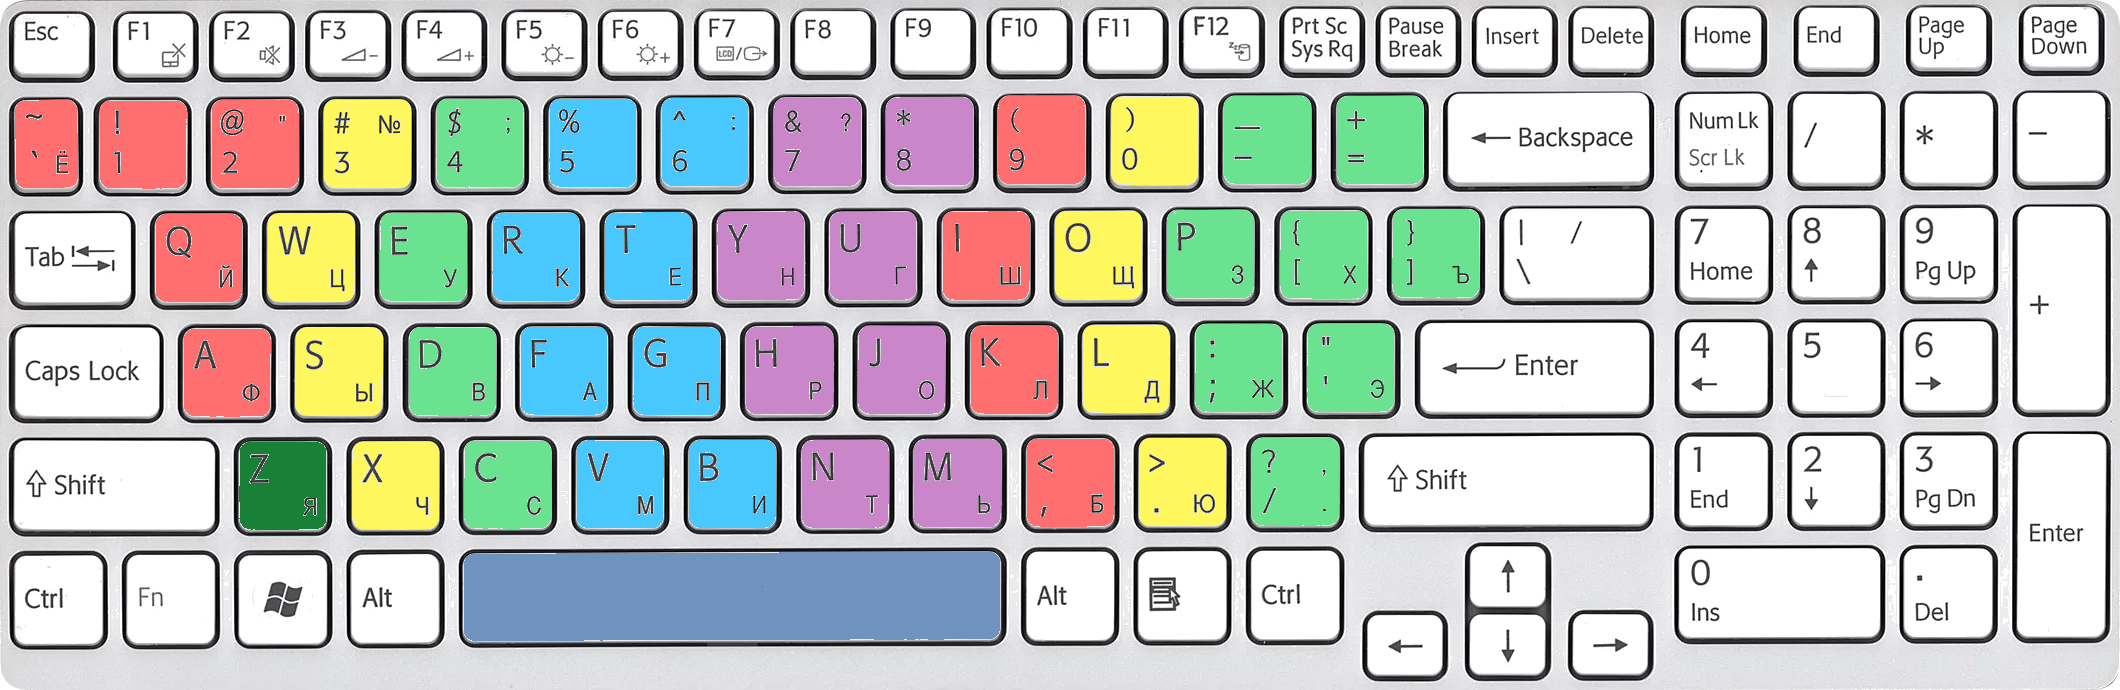 Esc F1 F2 F3 F4 F5 F6 F7 F8 F9 F10 F11 F12 Prt Sc Pause Insert Delete Home End Page Page
Sys Rq Break Up Down
LCD
zz
~ ! @ " # № $ ; % ^ : & ? * ( ) — + ← Backspace Num Lk / * −
` Ё 1 2 3 4 5 6 7 8 9 0 - = Scr Lk
Tab Q W E R T Y U I O P { } | / 7 8 9 +
Й Ц У К Е Н Г Ш Щ З [ Х ] Ъ \ Home ↑ Pg Up
Caps Lock A S D F G H J K L : " Enter 4 5 6
Ф Ы В А П Р О Л Д ; Ж ' Э ← →
Shift Z X C V B N M < > ? , Shift 1 2 3
Я Ч С М И Т Ь , Б . Ю / . End ↓ Pg Dn
Enter
Ctrl Fn Alt Alt Ctrl ↑ 0 .
Ins Del
← ↓ →